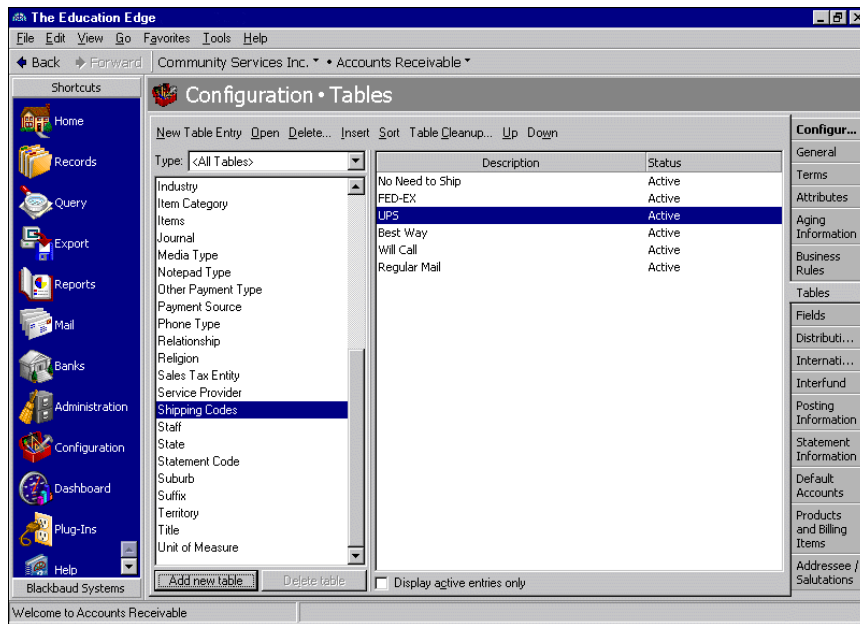 The Education Edge
File Edit View Go Favorites Tools Help
Back Forward Community Services Inc. • Accounts Receivable
Shortcuts
Home
Records
Query
Export
Reports
Mail
Banks
Administration
Configuration
Dashboard
Plug-Ins
Help
Blackbaud Systems
Configuration • Tables
New Table Entry Open Delete... Insert Sort Table Cleanup... Up Down
Type: <All Tables>
Industry
Item Category
Items
Journal
Media Type
Notepad Type
Other Payment Type
Payment Source
Phone Type
Relationship
Religion
Sales Tax Entity
Service Provider
Shipping Codes
Staff
State
Statement Code
Suburb
Suffix
Territory
Title
Unit of Measure
Add new table Delete table
Description Status
No Need to Ship Active
FED-EX Active
UPS Active
Best Way Active
Will Call Active
Regular Mail Active
Display active entries only
Configur...
General
Terms
Attributes
Aging
Information
Business
Rules
Tables
Fields
Distributi...
Internati...
Interfund
Posting
Information
Statement
Information
Default
Accounts
Products
and Billing
Items
Addressee /
Salutations
Welcome to Accounts Receivable